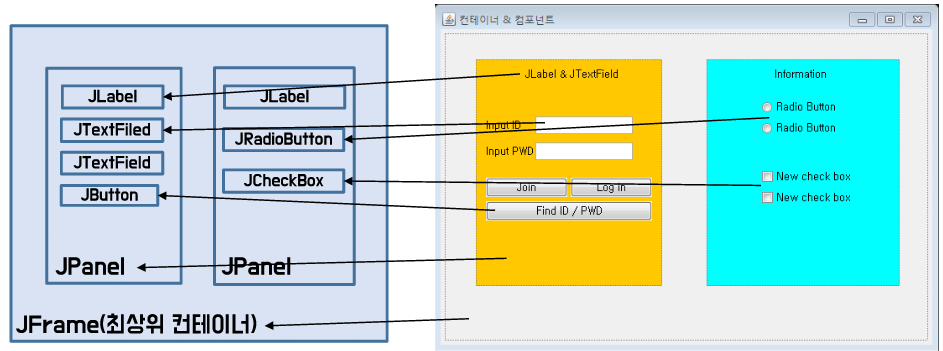 JLabel
JTextFiled
JTextField
JButton
JPanel
JLabel
JRadioButton
JCheckBox
JPanel
JFrame(최상위 컨테이너)
컨테이너 & 컴포넌트
JLabel & JTextField
Input ID
Input PWD
Join
Log in
Find ID / PWD
Information
Radio Button
Radio Button
New check box
New check box